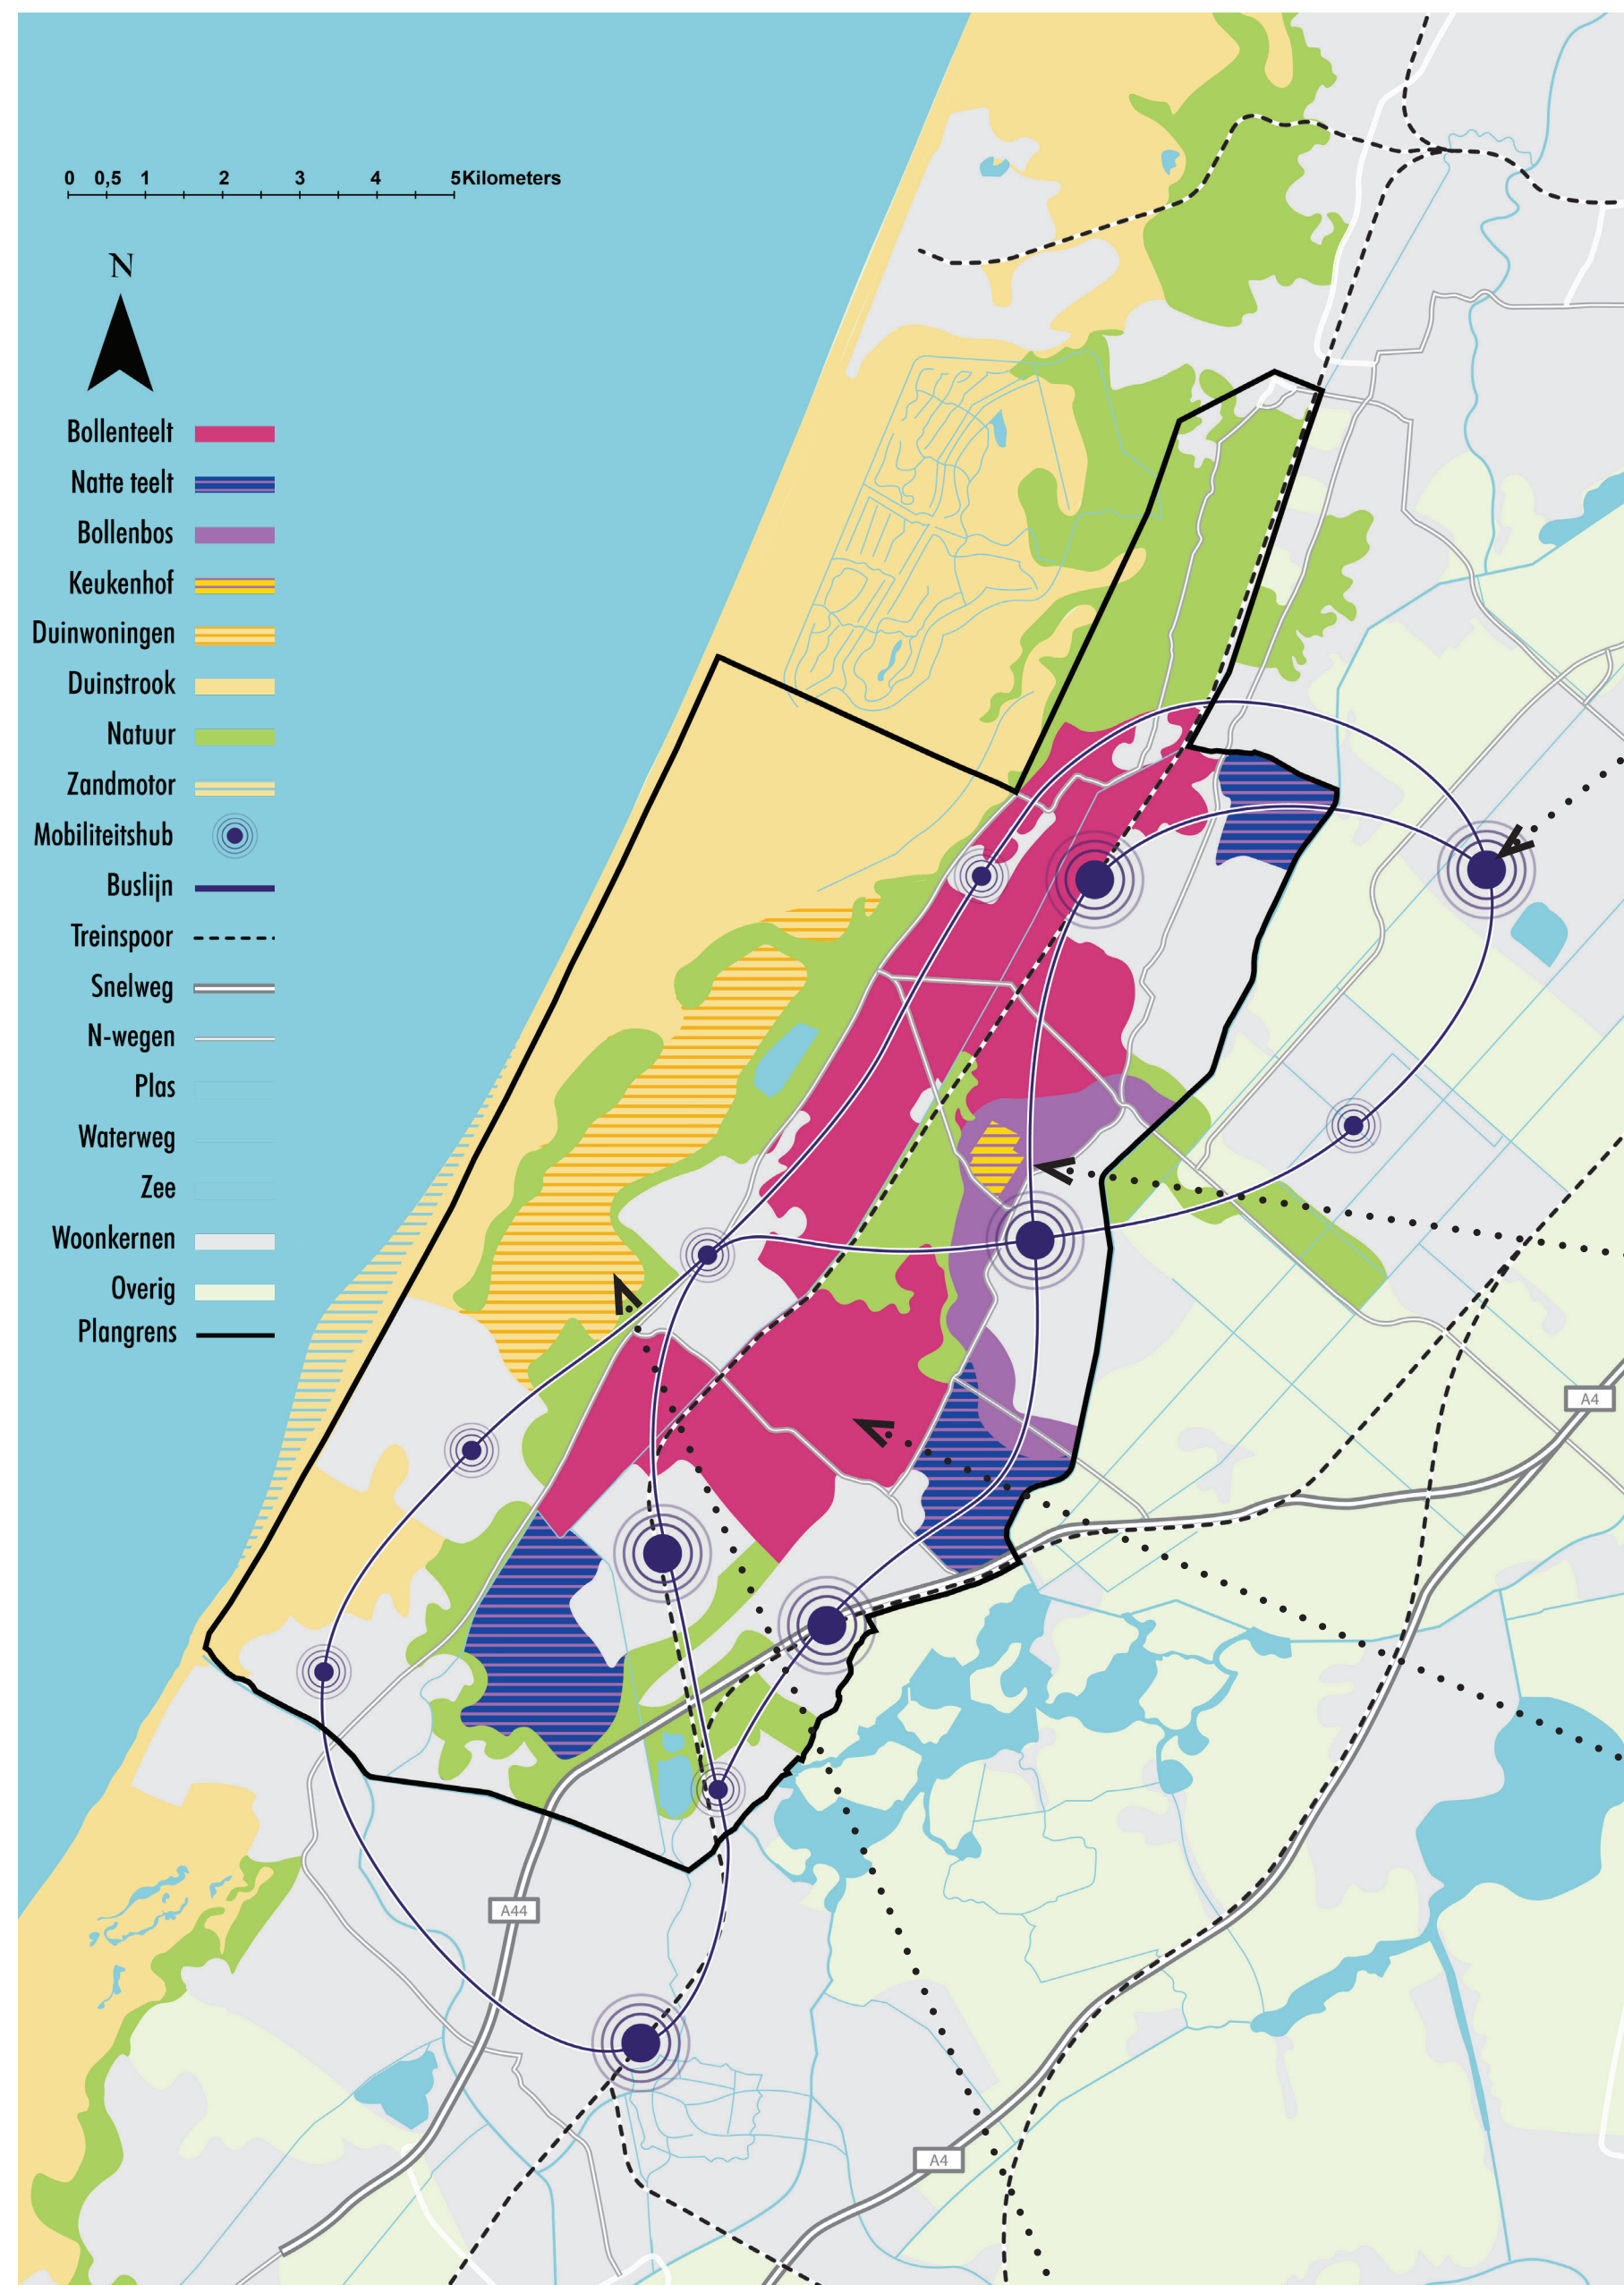 0 0,5 1 2 3 4 5Kilometers
N
Bollenteelt
Natte teelt
Bollenbos
Keukenhof
Duinwoningen
Duinstrook
Natuur
Zandmotor
Mobiliteitshub
Buslijn
Treinspoor
Snelweg
N-wegen
Plas
Waterweg
Zee
Woonkernen
Overig
Plangrens
A4
A44
A4